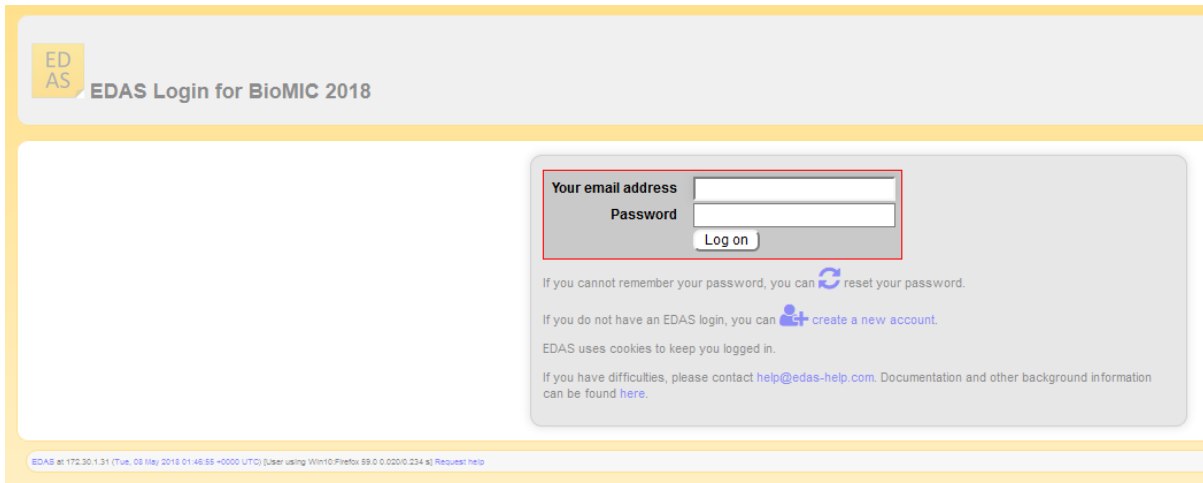 ED
AS
EDAS Login for BioMIC 2018
Your email address
Password
Log on
If you cannot remember your password, you can reset your password.
If you do not have an EDAS login, you can create a new account.
EDAS uses cookies to keep you logged in.
If you have difficulties, please contact help@edas-help.com. Documentation and other background information
can be found here.
EDAS at 172.30.1.31 (Tue, 08 May 2018 01:46:55 +0000 UTC) [User using Win10:Firefox 59.0 0.020/0.234 s] Request help